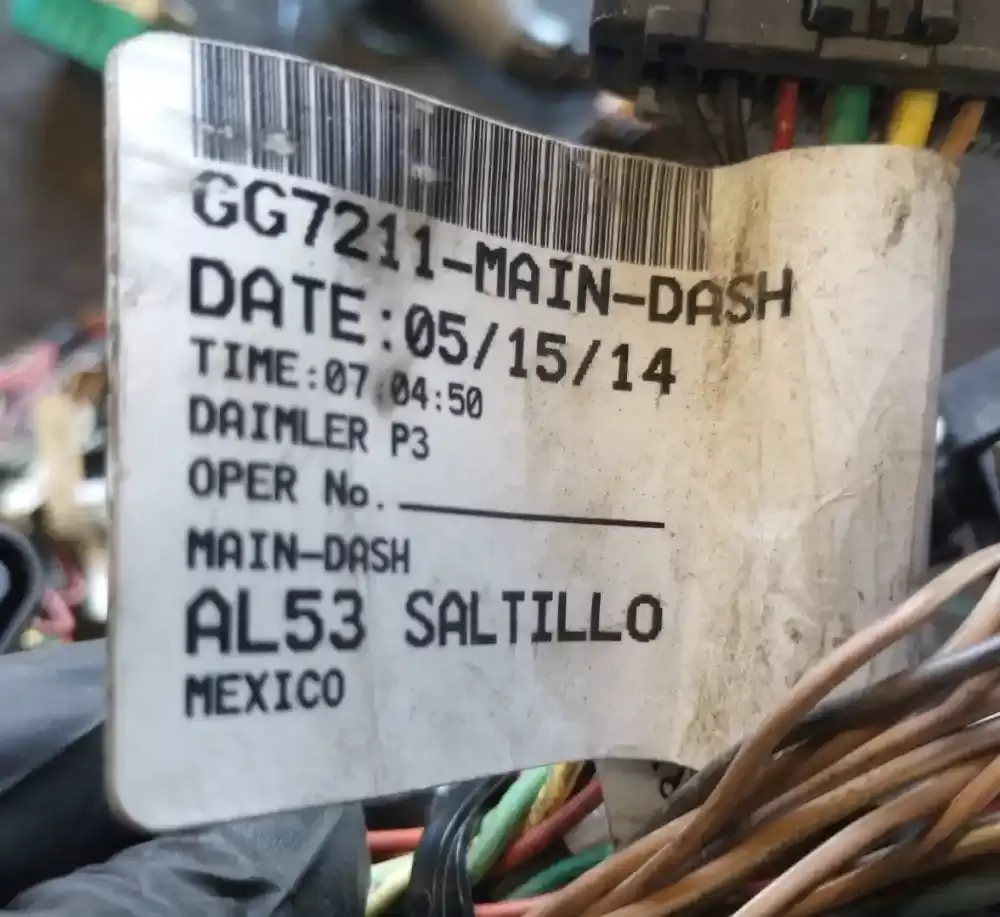 GG7211-MAIN-DASH
DATE:05/15/14
TIME:07:04:50
DAIMLER P3
OPER No.
MAIN-DASH
AL53 SALTILLO
MEXICO